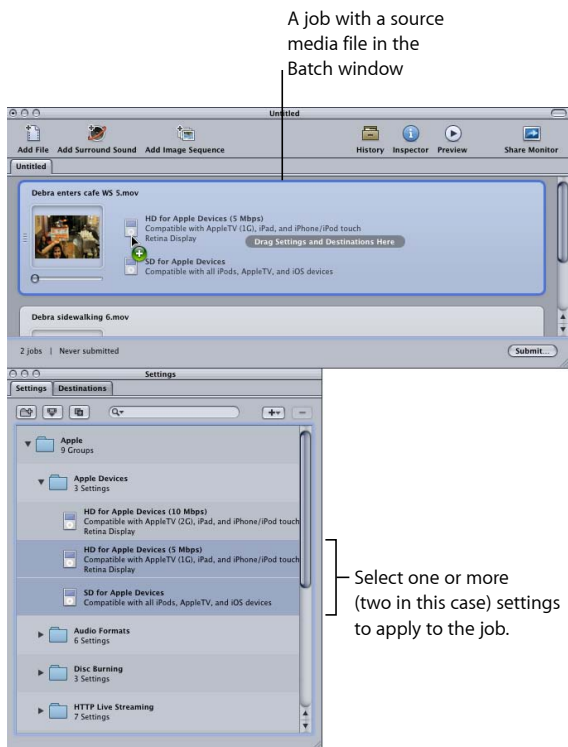 A job with a source
media file in the
Batch window
Untitled
Add File Add Surround Sound Add Image Sequence History Inspector Preview Share Monitor
Untitled
Debra enters cafe WS 5.mov
HD for Apple Devices (5 Mbps)
Compatible with AppleTV (1G), iPad, and iPhone/iPod touch
Retina Display
Drag Settings and Destinations Here
SD for Apple Devices
Compatible with all iPods, AppleTV, and iOS devices
Debra sidewalking 6.mov
2 jobs | Never submitted Submit...
Settings
Settings Destinations
Apple
9 Groups
Apple Devices
3 Settings
HD for Apple Devices (10 Mbps)
Compatible with AppleTV (2G), iPad, and iPhone/iPod touch
Retina Display
HD for Apple Devices (5 Mbps)
Compatible with AppleTV (1G), iPad, and iPhone/iPod touch
Retina Display
SD for Apple Devices
Compatible with all iPods, AppleTV, and iOS devices
Select one or more
(two in this case) settings
to apply to the job.
Audio Formats
6 Settings
Disc Burning
3 Settings
HTTP Live Streaming
7 Settings